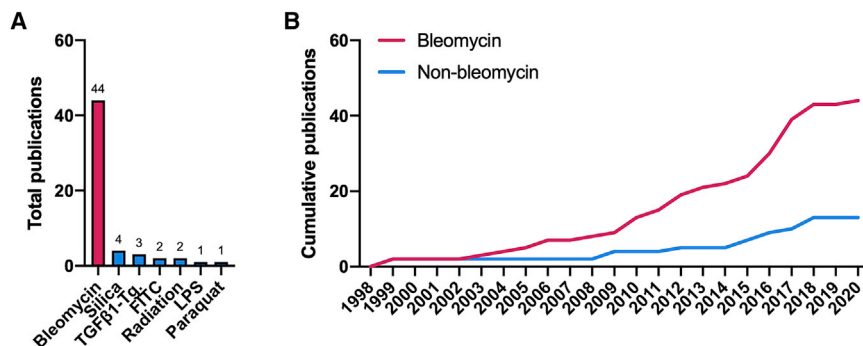 A
Total publications
60
40
20
0
44
4
3
2
2
1
1
Bleomycin
Silica
TGFβ1-Tg.
FITC
Radiation
LPS
Paraquat
B
Cumulative publications
60
40
20
0
Bleomycin
Non-bleomycin
1998
1999
2000
2001
2002
2003
2004
2005
2006
2007
2008
2009
2010
2011
2012
2013
2014
2015
2016
2017
2018
2019
2020